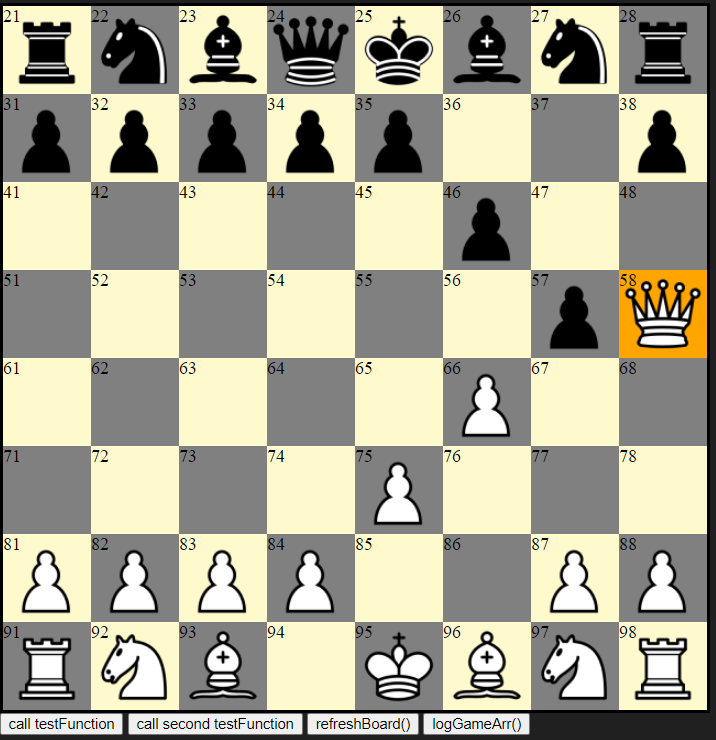 21 22 23 24 25 26 27 28
31 32 33 34 35 36 37 38
41 42 43 44 45 46 47 48
51 52 53 54 55 56 57 58
61 62 63 64 65 66 67 68
71 72 73 74 75 76 77 78
81 82 83 84 85 86 87 88
91 92 93 94 95 96 97 98
call testFunction call second testFunction refreshBoard() logGameArr()